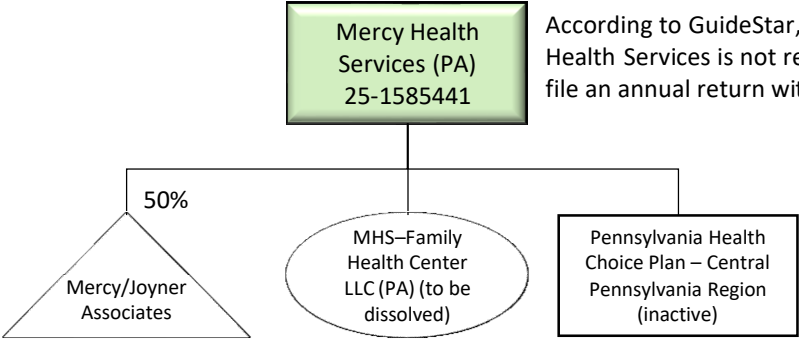 Mercy Health
Services (PA)
25-1585441
According to GuideStar,
Health Services is not
file an annual return
50%
Mercy/Joyner
Associates
MHS–Family
Health Center
LLC (PA) (to be
dissolved)
Pennsylvania Health
Choice Plan – Central
Pennsylvania Region
(inactive)